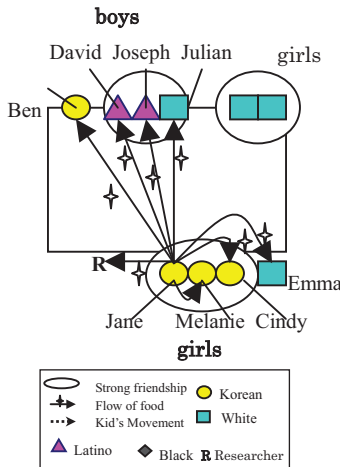 boys
David Joseph Julian
girls
Ben
R
Emma
Jane Melanie Cindy
girls
Strong friendship
Korean
Flow of food
White
Kid's Movement
Latino
Black
R Researcher